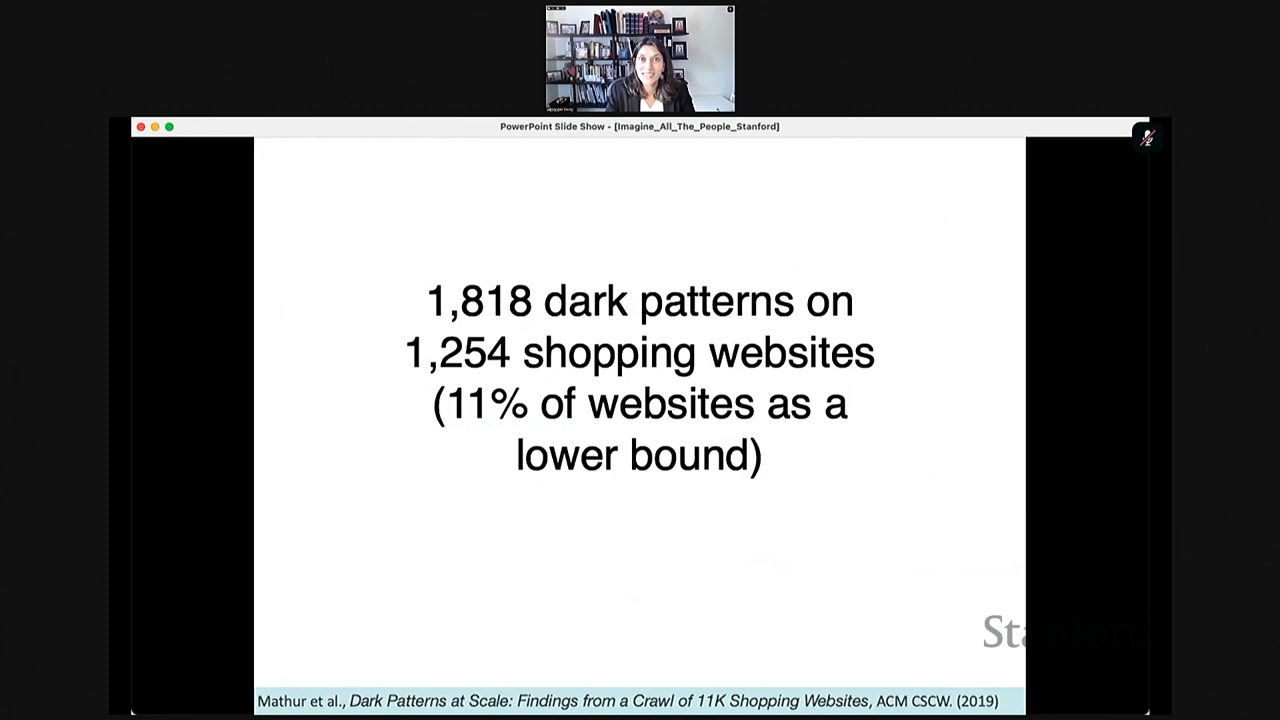 PowerPoint Slide Show - [Imagine_All_The_People_Stanford]
1,818 dark patterns on
1,254 shopping websites
(11% of websites as a
lower bound)
Stanford
Mathur et al., Dark Patterns at Scale: Findings from a Crawl of 11K Shopping Websites, ACM CSCW. (2019)